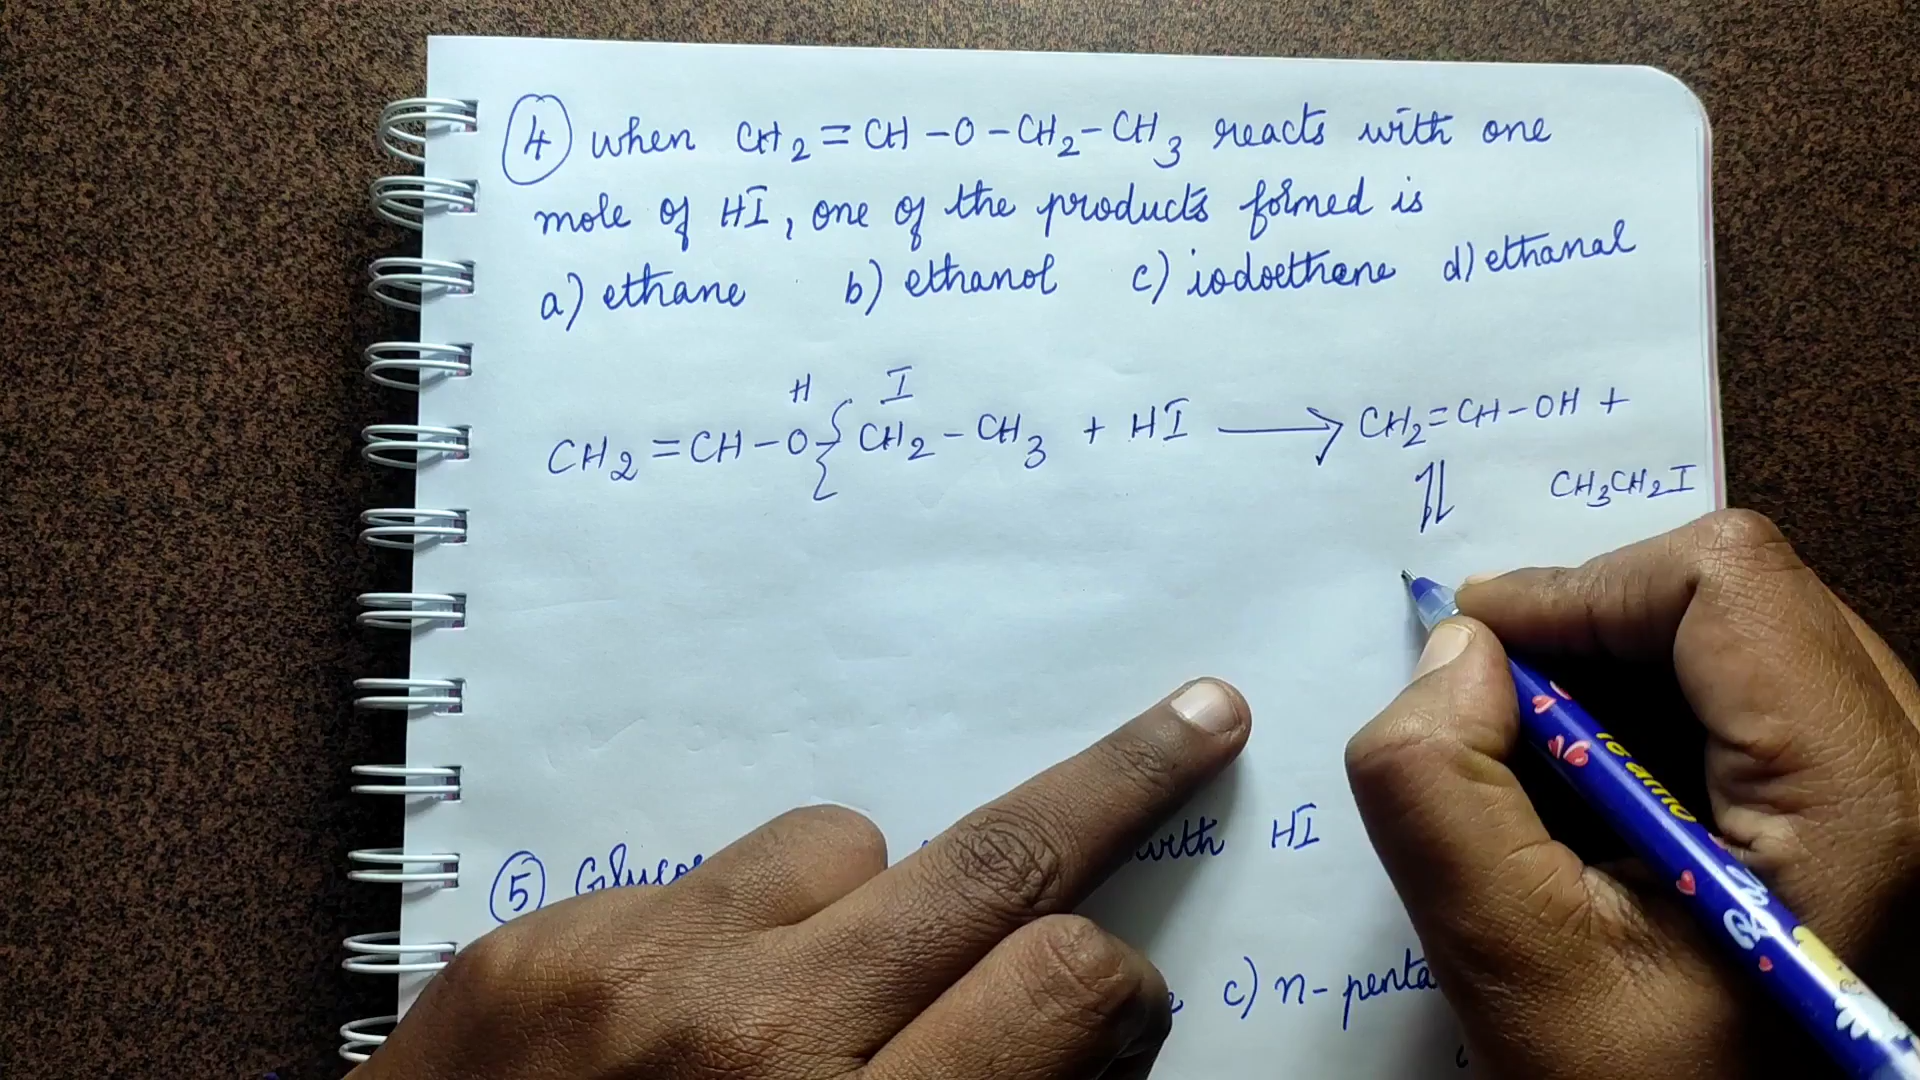 ④ when CH₂=CH-O-CH₂-CH₃ reacts with one
mole of HI, one of the products formed is
a) ethane b) ethanol c) iodoethane d) ethanal
H I
CH₂=CH-O-CH₂-CH₃ + HI ⟶ CH₂=CH-OH +
⇅ CH₃CH₂I
⑤ with HI
c) n-